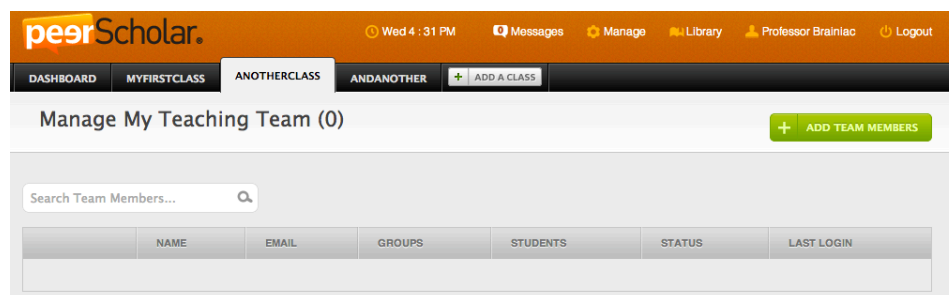 peerScholar. Wed 4 : 31 PM 0 Messages Manage Library Professor Brainiac Logout
DASHBOARD MYFIRSTCLASS ANOTHERCLASS ANDANOTHER + ADD A CLASS
Manage My Teaching Team (0) + ADD TEAM MEMBERS
Search Team Members...
NAME EMAIL GROUPS STUDENTS STATUS LAST LOGIN